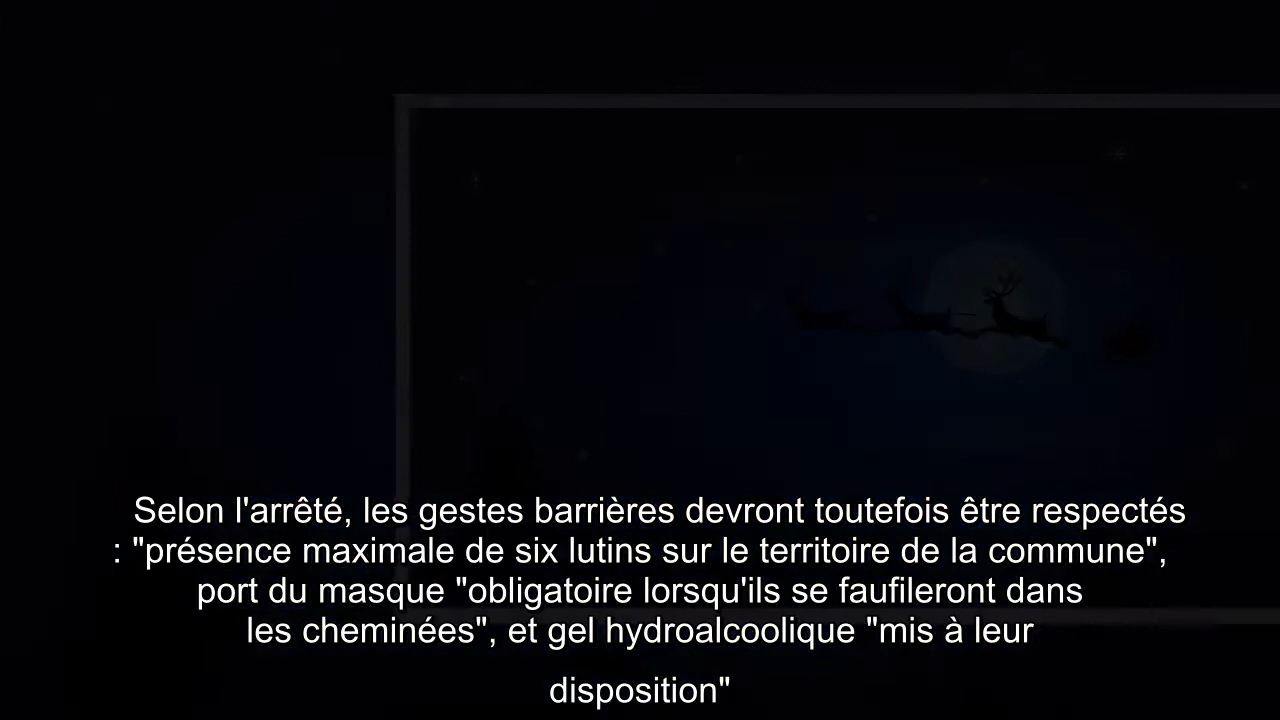 Selon l'arrêté, les gestes barrières devront toutefois être respectés
: "présence maximale de six lutins sur le territoire de la commune",
port du masque "obligatoire lorsqu'ils se faufileront dans
les cheminées", et gel hydroalcoolique "mis à leur
disposition"